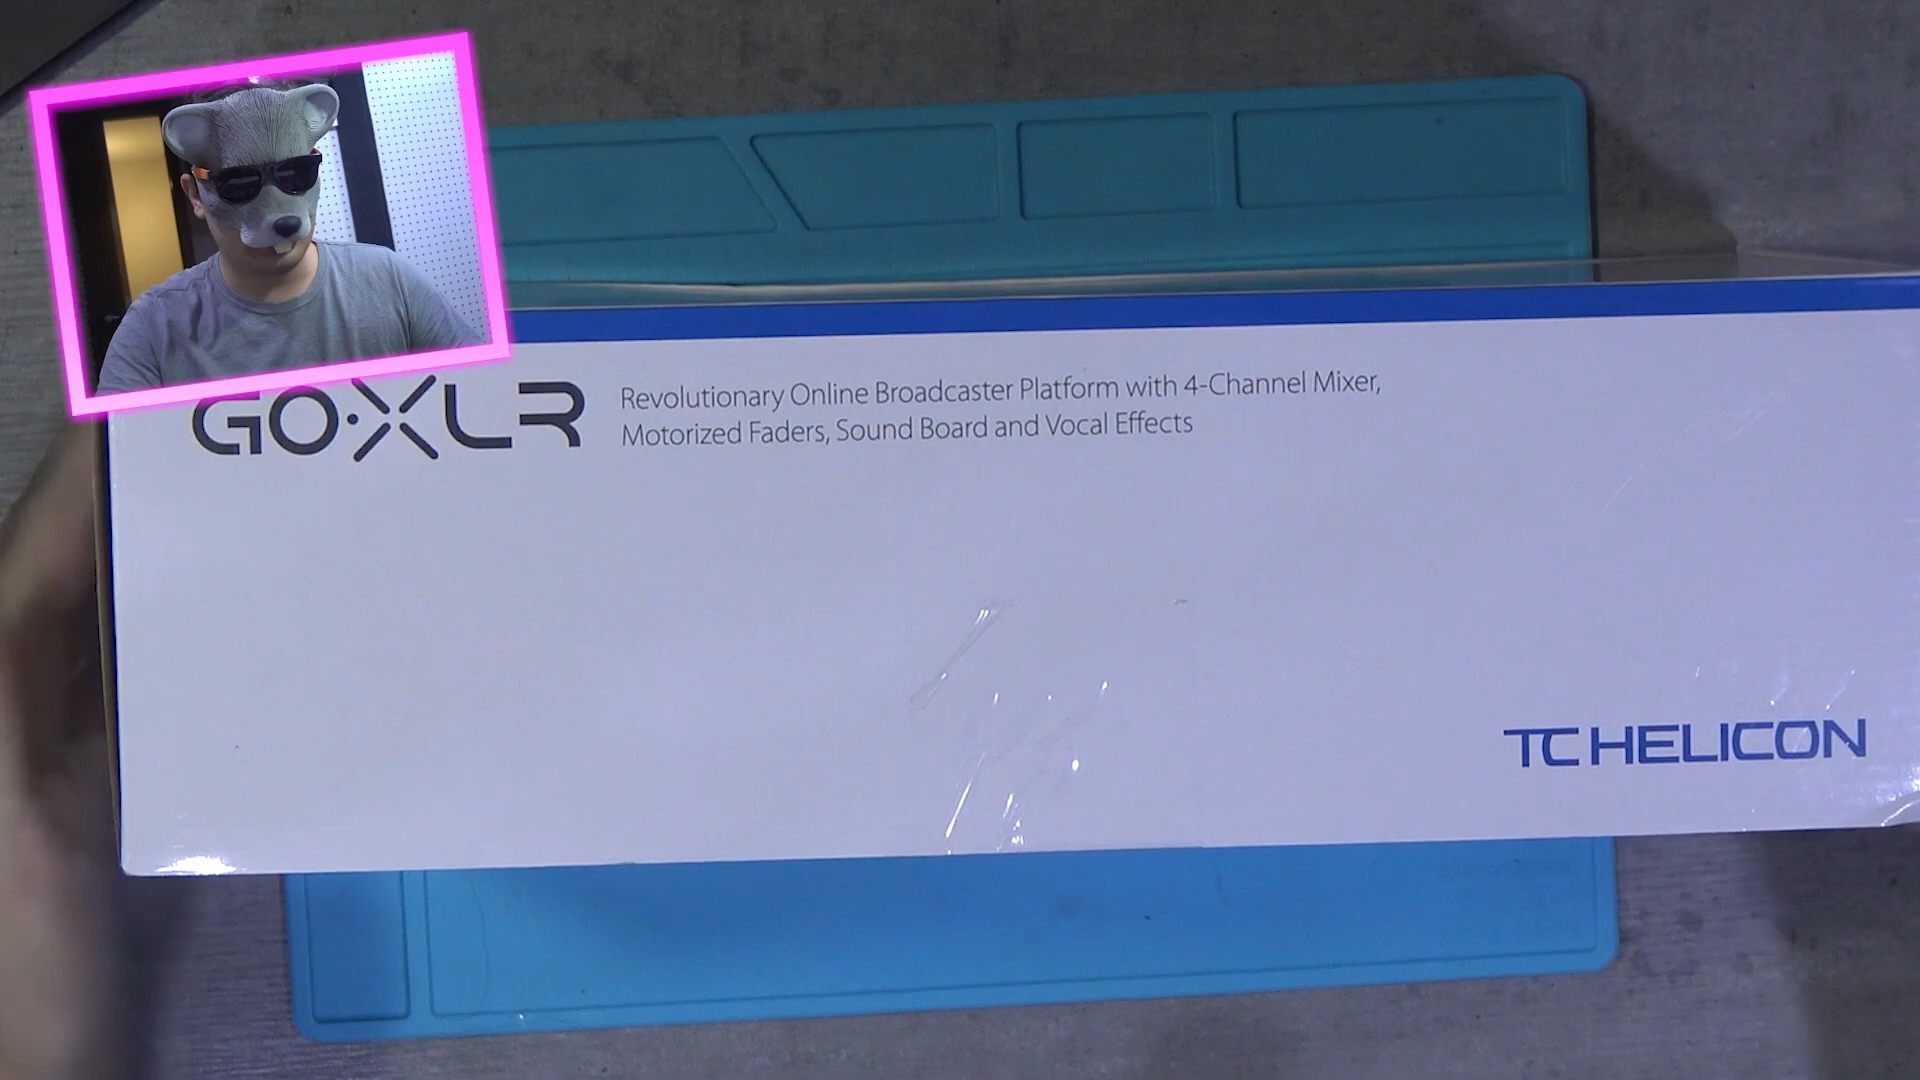 GO·XLR
Revolutionary Online Broadcaster Platform with 4-Channel Mixer,
Motorized Faders, Sound Board and Vocal Effects
TC HELICON